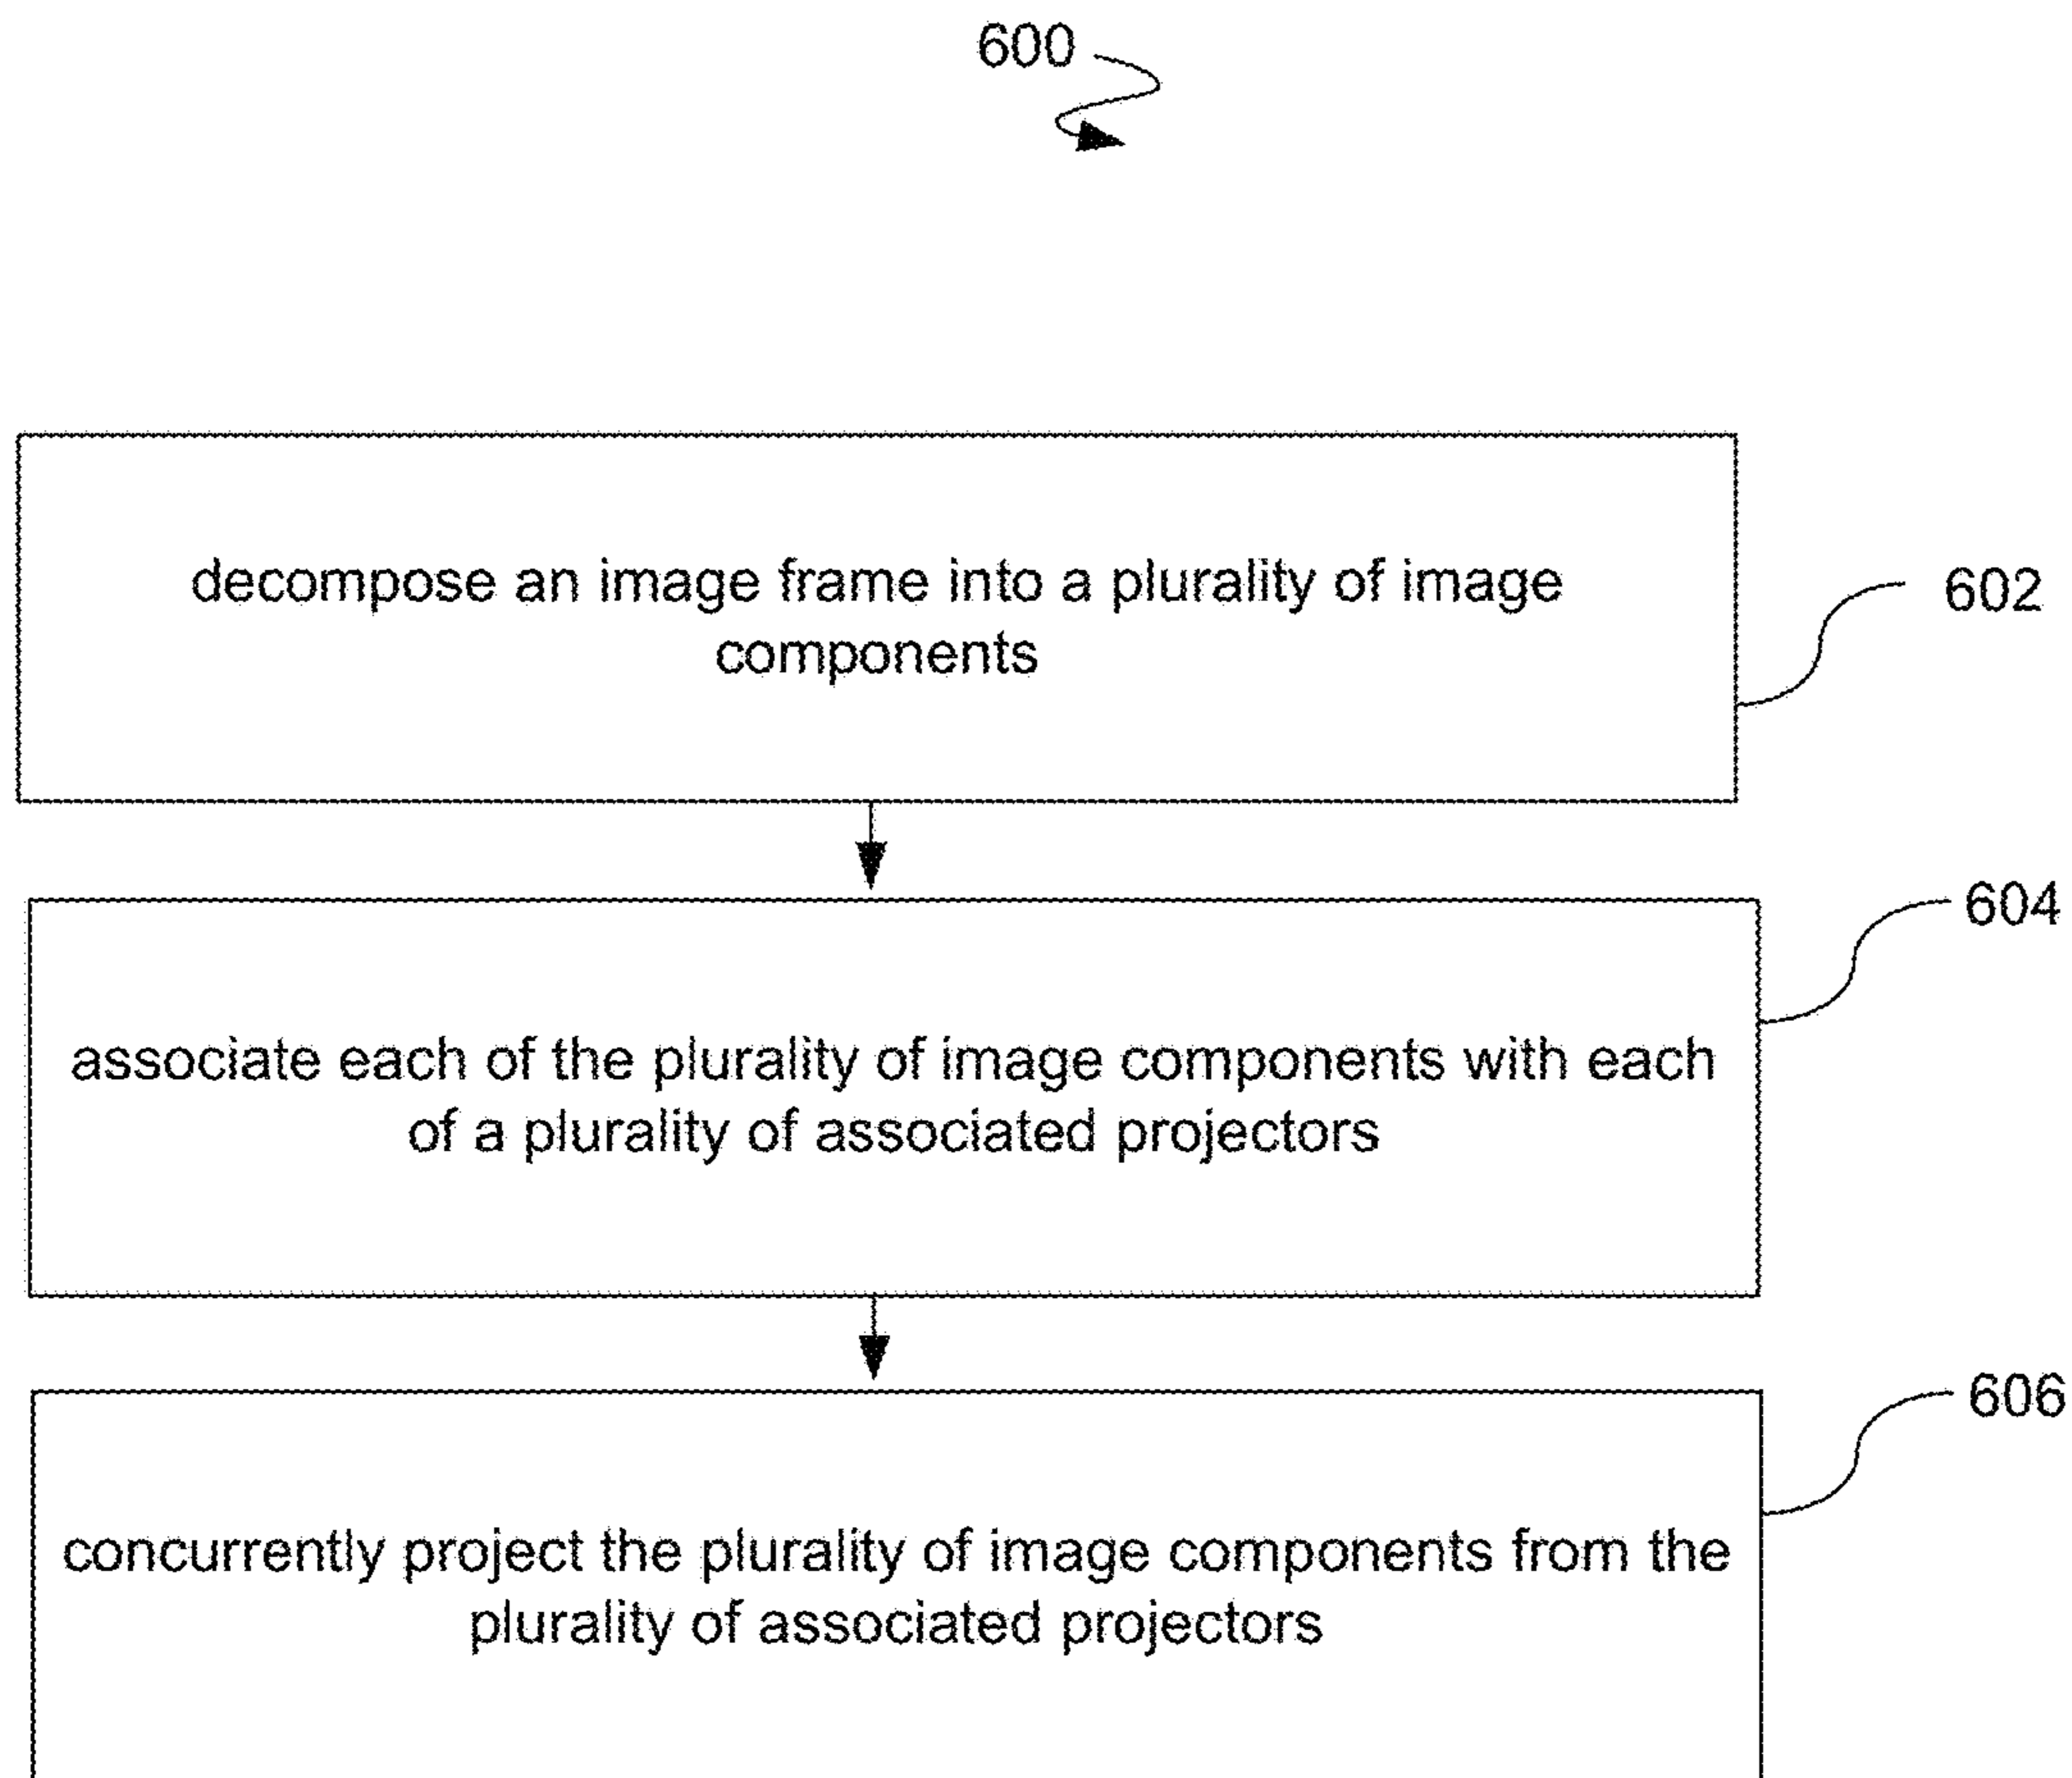 600
decompose an image frame into a plurality of image
components
602
604
associate each of the plurality of image components with each
of a plurality of associated projectors
606
concurrently project the plurality of image components from the
plurality of associated projectors